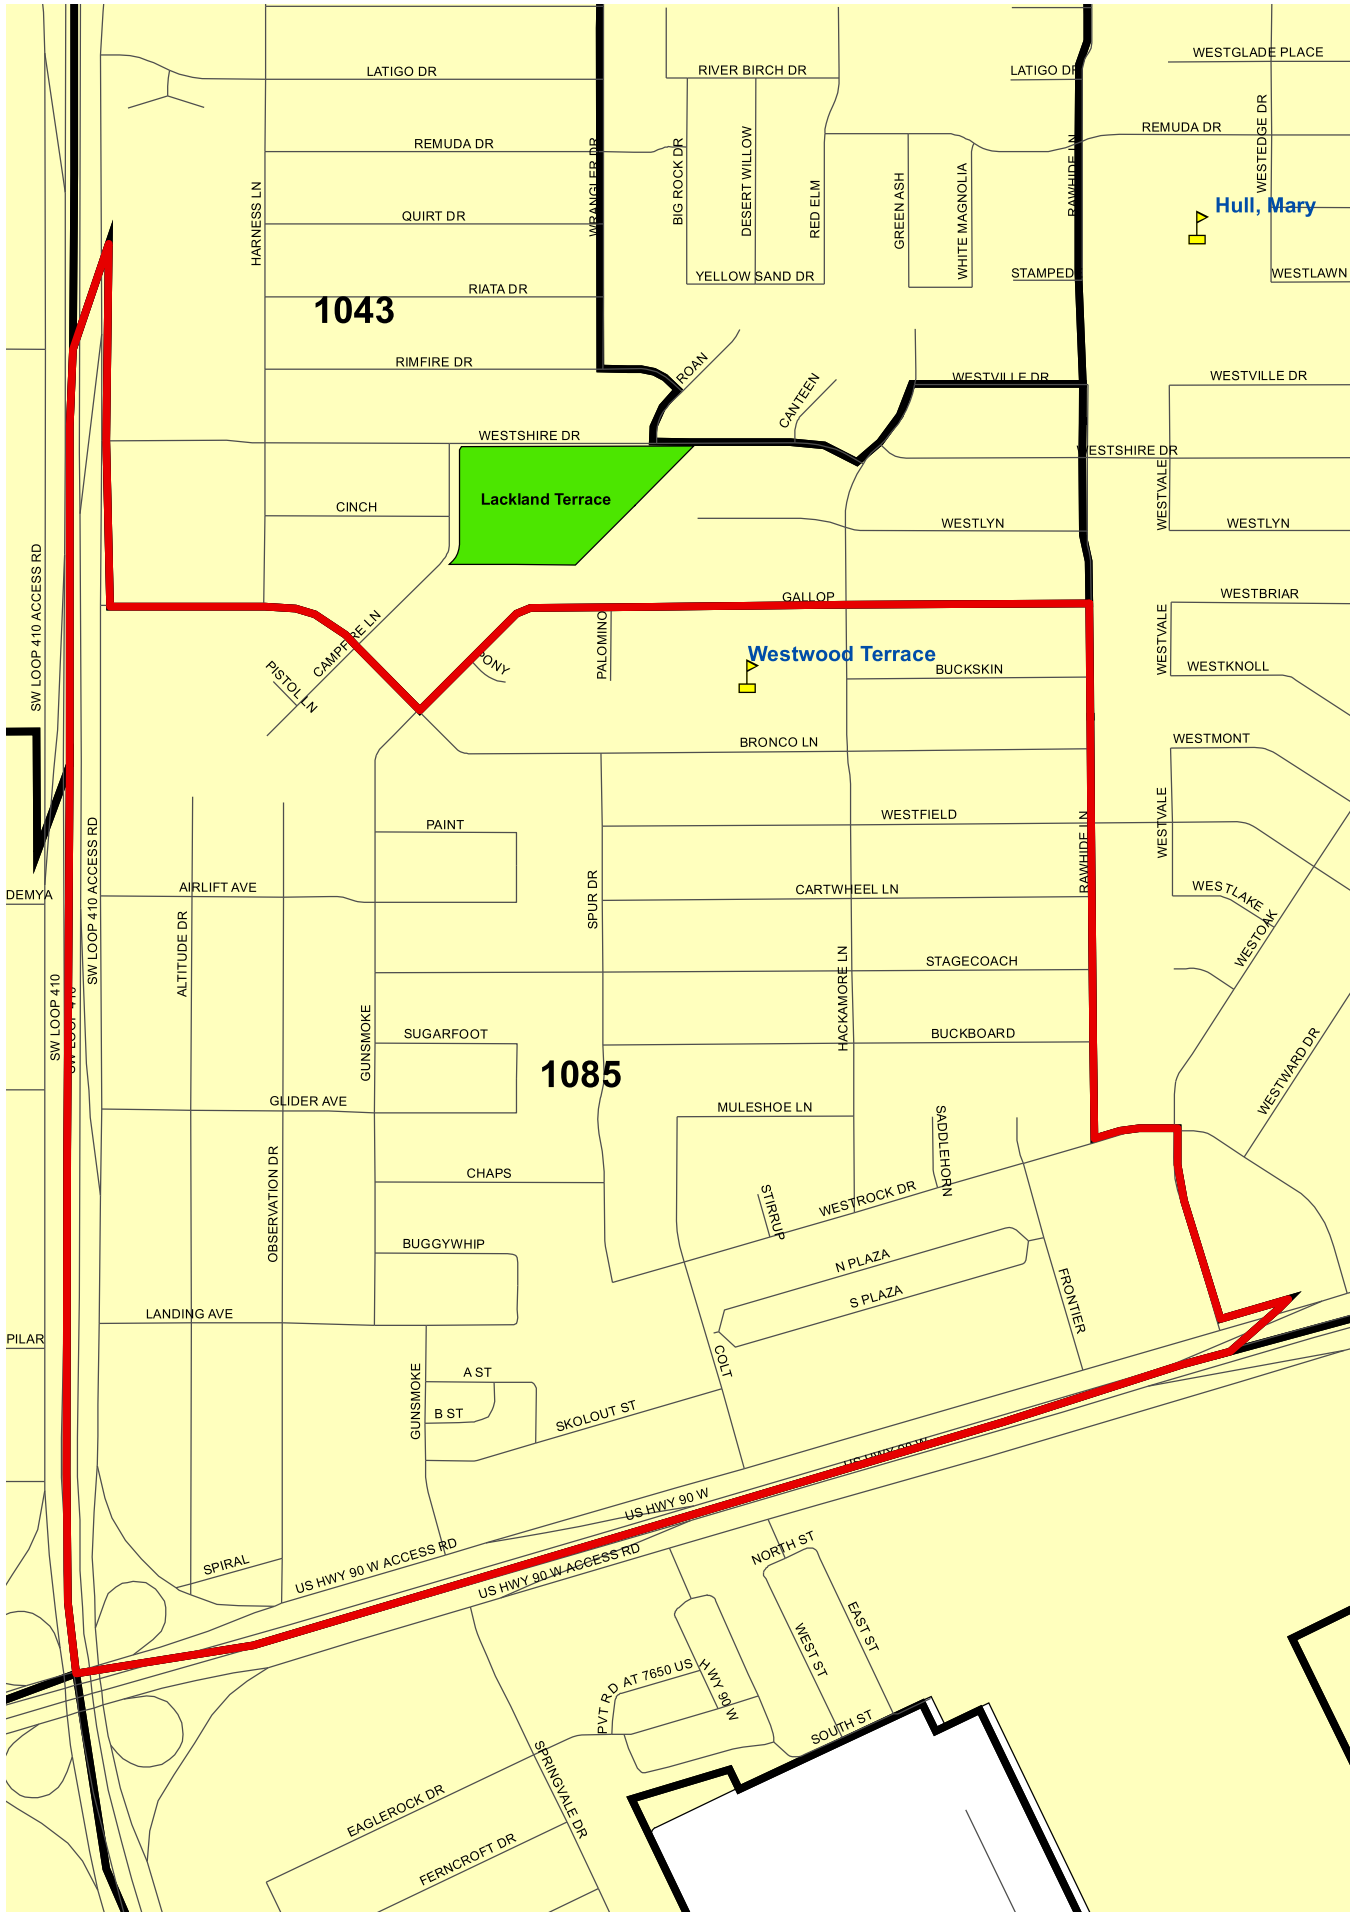 WESTGLADE PLACE
LATIGO DR
RIVER BIRCH DR
LATIGO DR
WESTEDGE DR
REMUDA DR
REMUDA DR
WRANGLER DR
BIG ROCK DR
DESERT WILLOW
RED ELM
GREEN ASH
WHITE MAGNOLIA
RAWHIDE LN
HARNESS LN
QUIRT DR
Hull, Mary
YELLOW SAND DR
STAMPED
WESTLAWN
RIATA DR
1043
RIMFIRE DR
ROAN
CANTEEN
WESTVILLE DR
WESTVILLE DR
WESTSHIRE DR
WESTSHIRE DR
WESTVALE
Lackland Terrace
CINCH
WESTLYN
WESTLYN
SW LOOP 410 ACCESS RD
GALLOP
WESTBRIAR
CAMPFIRE LN
PISTOL LN
PONY
PALOMINO
Westwood Terrace
BUCKSKIN
WESTVALE
WESTKNOLL
BRONCO LN
WESTMONT
PAINT
WESTFIELD
RAWHIDE LN
WESTVALE
SW LOOP 410 ACCESS RD
DEMYA
AIRLIFT AVE
SPUR DR
CARTWHEEL LN
WESTLAKE
WESTOAK
ALTITUDE DR
HACKAMORE LN
STAGECOACH
SW LOOP 410
SW LOOP 410
GUNSMOKE
SUGARFOOT
BUCKBOARD
1085
WESTWARD DR
GLIDER AVE
MULESHOE LN
SADDLEHORN
OBSERVATION DR
CHAPS
STIRRUP
WESTROCK DR
BUGGYWHIP
N PLAZA
S PLAZA
FRONTIER
LANDING AVE
PILAR
GUNSMOKE
A ST
B ST
COLT
SKOLOUT ST
US HWY 90 W
US HWY 90 W
US HWY 90 W ACCESS RD
US HWY 90 W ACCESS RD
SPIRAL
NORTH ST
EAST ST
WEST ST
PVT RD AT 7650 US
HWY 90 W
SOUTH ST
SPRINGVALE DR
EAGLEROCK DR
FERNCROFT DR